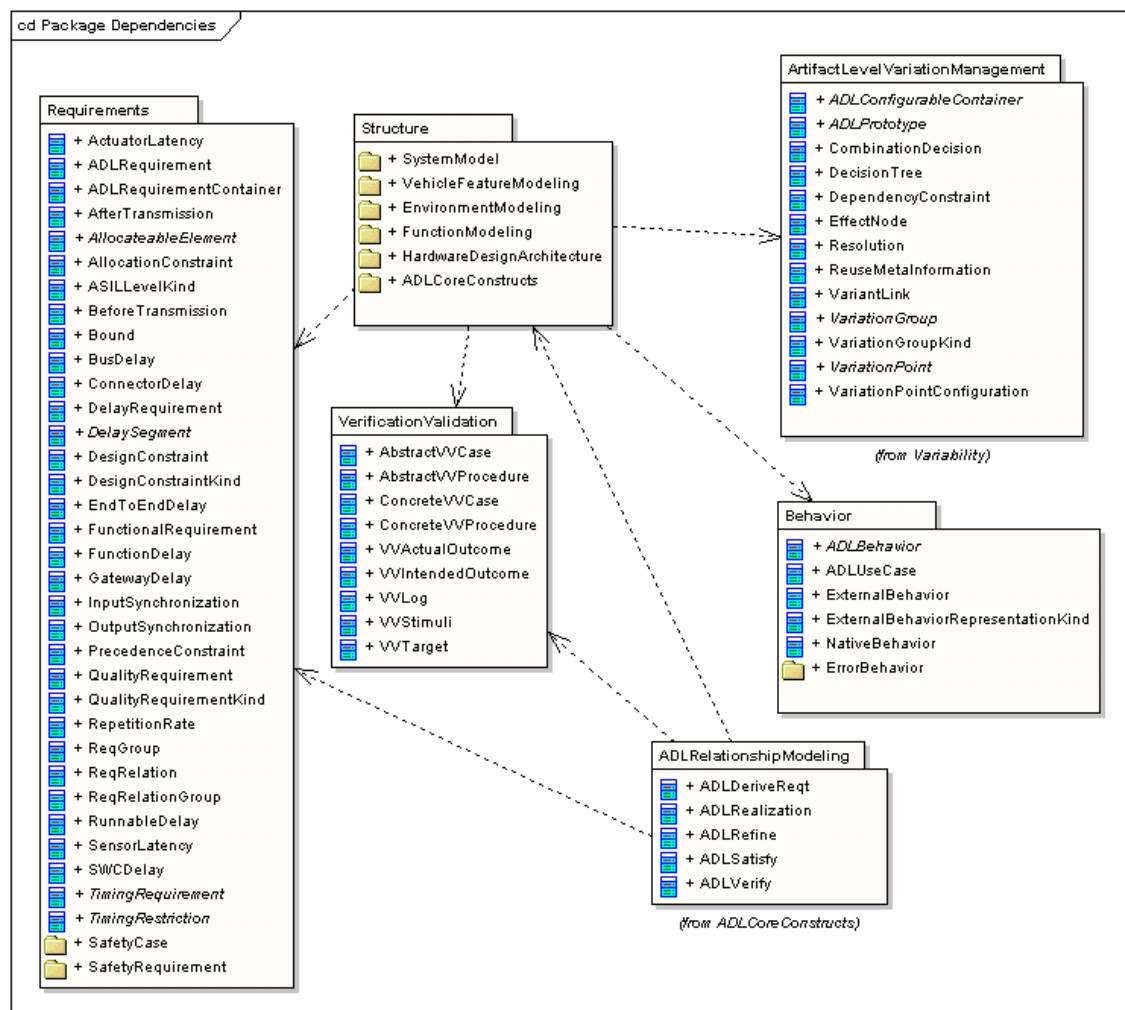 cd Package Dependencies
Requirements
+ ActuatorLatency
+ ADLRequirement
+ ADLRequirementContainer
+ AfterTransmission
+ AllocateableElement
+ AllocationConstraint
+ ASILLevelKind
+ BeforeTransmission
+ Bound
+ BusDelay
+ ConnectorDelay
+ DelayRequirement
+ DelaySegment
+ DesignConstraint
+ DesignConstraintKind
+ EndToEndDelay
+ FunctionalRequirement
+ FunctionDelay
+ GatewayDelay
+ InputSynchronization
+ OutputSynchronization
+ PrecedenceConstraint
+ QualityRequirement
+ QualityRequirementKind
+ RepetitionRate
+ ReqGroup
+ ReqRelation
+ ReqRelationGroup
+ RunnableDelay
+ SensorLatency
+ SWCDelay
+ TimingRequirement
+ TimingRestriction
+ SafetyCase
+ SafetyRequirement
Structure
+ SystemModel
+ VehicleFeatureModeling
+ EnvironmentModeling
+ FunctionModeling
+ HardwareDesignArchitecture
+ ADLCoreConstructs
VerificationValidation
+ AbstractVVCase
+ AbstractVVProcedure
+ ConcreteVVCase
+ ConcreteVVProcedure
+ VVActualOutcome
+ VVIntendedOutcome
+ VVLog
+ VVStimuli
+ VVTarget
ArtifactLevelVariationManagement
+ ADLConfigurableContainer
+ ADLPrototype
+ CombinationDecision
+ DecisionTree
+ DependencyConstraint
+ EffectNode
+ Resolution
+ ReuseMetaInformation
+ VariantLink
+ VariationGroup
+ VariationGroupKind
+ VariationPoint
+ VariationPointConfiguration
(from Variability)
Behavior
+ ADLBehavior
+ ADLUseCase
+ ExternalBehavior
+ ExternalBehaviorRepresentationKind
+ NativeBehavior
+ ErrorBehavior
ADLRelationshipModeling
+ ADLDeriveReqt
+ ADLRealization
+ ADLRefine
+ ADLSatisfy
+ ADLVerify
(from ADLCoreConstructs)